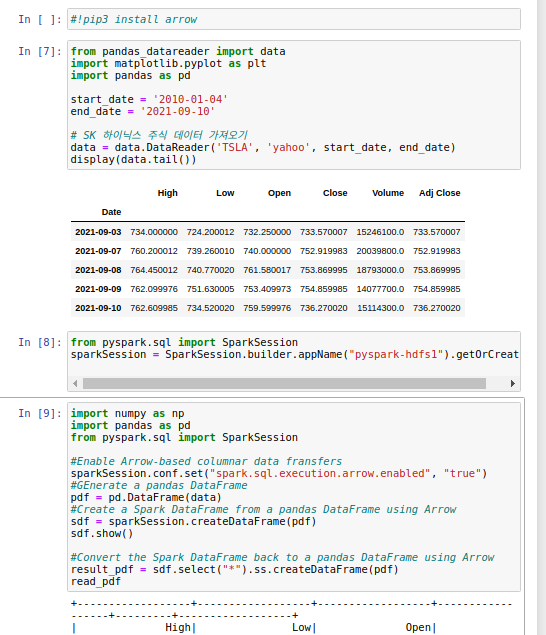 In [ ]: #!pip3 install arrow
In [7]: from pandas_datareader import data
import matplotlib.pyplot as plt
import pandas as pd
start_date = '2010-01-04'
end_date = '2021-09-10'
# SK 하이닉스 주식 데이터 가져오기
data = data.DataReader('TSLA', 'yahoo', start_date, end_date)
display(data.tail())
High Low Open Close Volume Adj Close
Date
2021-09-03 734.000000 724.200012 732.250000 733.570007 15246100.0 733.570007
2021-09-07 760.200012 739.260010 740.000000 752.919983 20039800.0 752.919983
2021-09-08 764.450012 740.770020 761.580017 753.869995 18793000.0 753.869995
2021-09-09 762.099976 751.630005 753.409973 754.859985 14077700.0 754.859985
2021-09-10 762.609985 734.520020 759.599976 736.270020 15114300.0 736.270020
In [8]: from pyspark.sql import SparkSession
sparkSession = SparkSession.builder.appName("pyspark-hdfs1").getOrCreat
In [9]: import numpy as np
import pandas as pd
from pyspark.sql import SparkSession
#Enable Arrow-based columnar data transfers
sparkSession.conf.set("spark.sql.execution.arrow.enabled", "true")
#GEnerate a pandas DataFrame
pdf = pd.DataFrame(data)
#Create a Spark DataFrame from a pandas DataFrame using Arrow
sdf = sparkSession.createDataFrame(pdf)
sdf.show()
#Convert the Spark DataFrame back to a pandas DataFrame using Arrow
result_pdf = sdf.select("*").ss.createDataFrame(pdf)
read_pdf
+------------------+------------------+------------------+------------
------+---------+------------------+
| High| Low| Open|